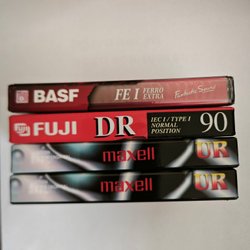 BASF FE I FERRO EXTRA
FUJI DR IEC I / TYPE I NORMAL POSITION 90
maxell UR
maxell UR